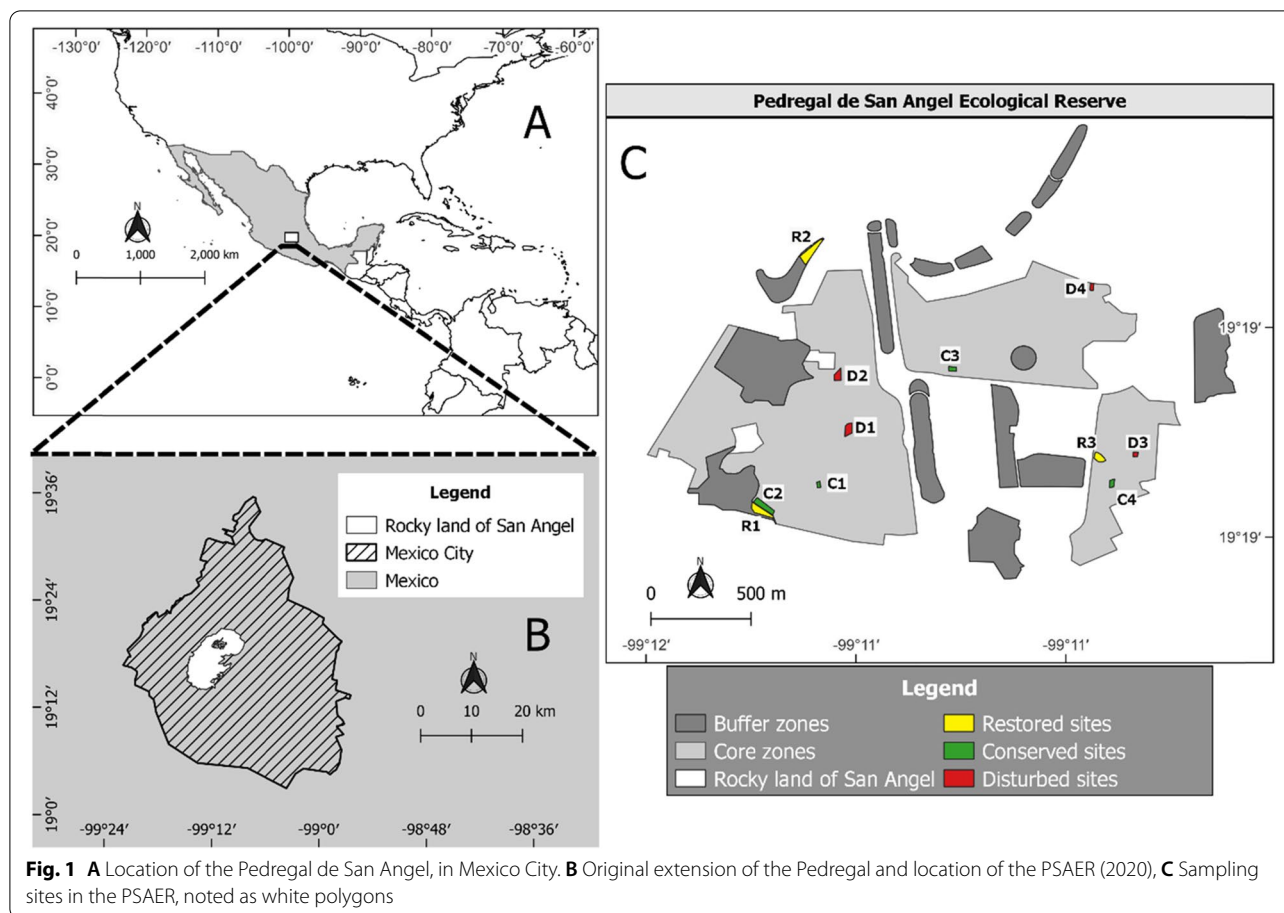 -130°0' -120°0' -110°0' -100°0' -90°0' -80°0' -70°0' -60°0'
40°0'
30°0'
20°0'
10°0'
0°0'
A
N
0 1,000 2,000 km
19°36'
19°24'
19°12'
19°0'
-99°24' -99°12' -99°0' -98°48' -98°36'
Legend
Rocky land of San Angel
Mexico City
Mexico
B
N
0 10 20 km
Pedregal de San Angel Ecological Reserve
C
R2
D4
19°19'
C3
D2
D1
R3
D3
C1
C4
C2
R1
19°19'
N
0 500 m
-99°12' -99°11' -99°11'
Legend
Buffer zones
Core zones
Rocky land of San Angel
Restored sites
Conserved sites
Disturbed sites
Fig. 1 A Location of the Pedregal de San Angel, in Mexico City. B Original extension of the Pedregal and location of the PSAER (2020), C Sampling
sites in the PSAER, noted as white polygons